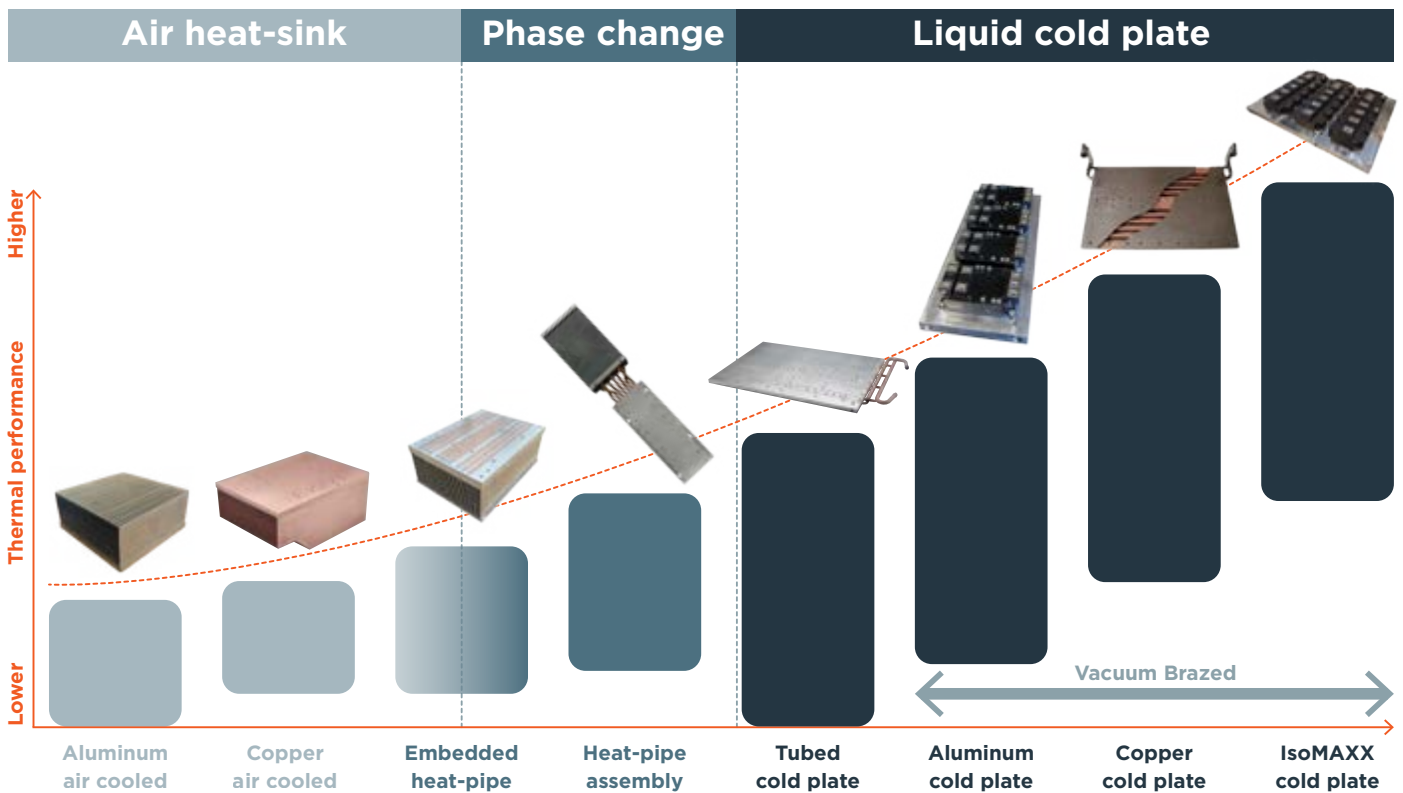 Air heat-sink
Phase change
Liquid cold plate
Higher
Thermal performance
Lower
Vacuum Brazed
Aluminum
air cooled
Copper
air cooled
Embedded
heat-pipe
Heat-pipe
assembly
Tubed
cold plate
Aluminum
cold plate
Copper
cold plate
IsoMAXX
cold plate